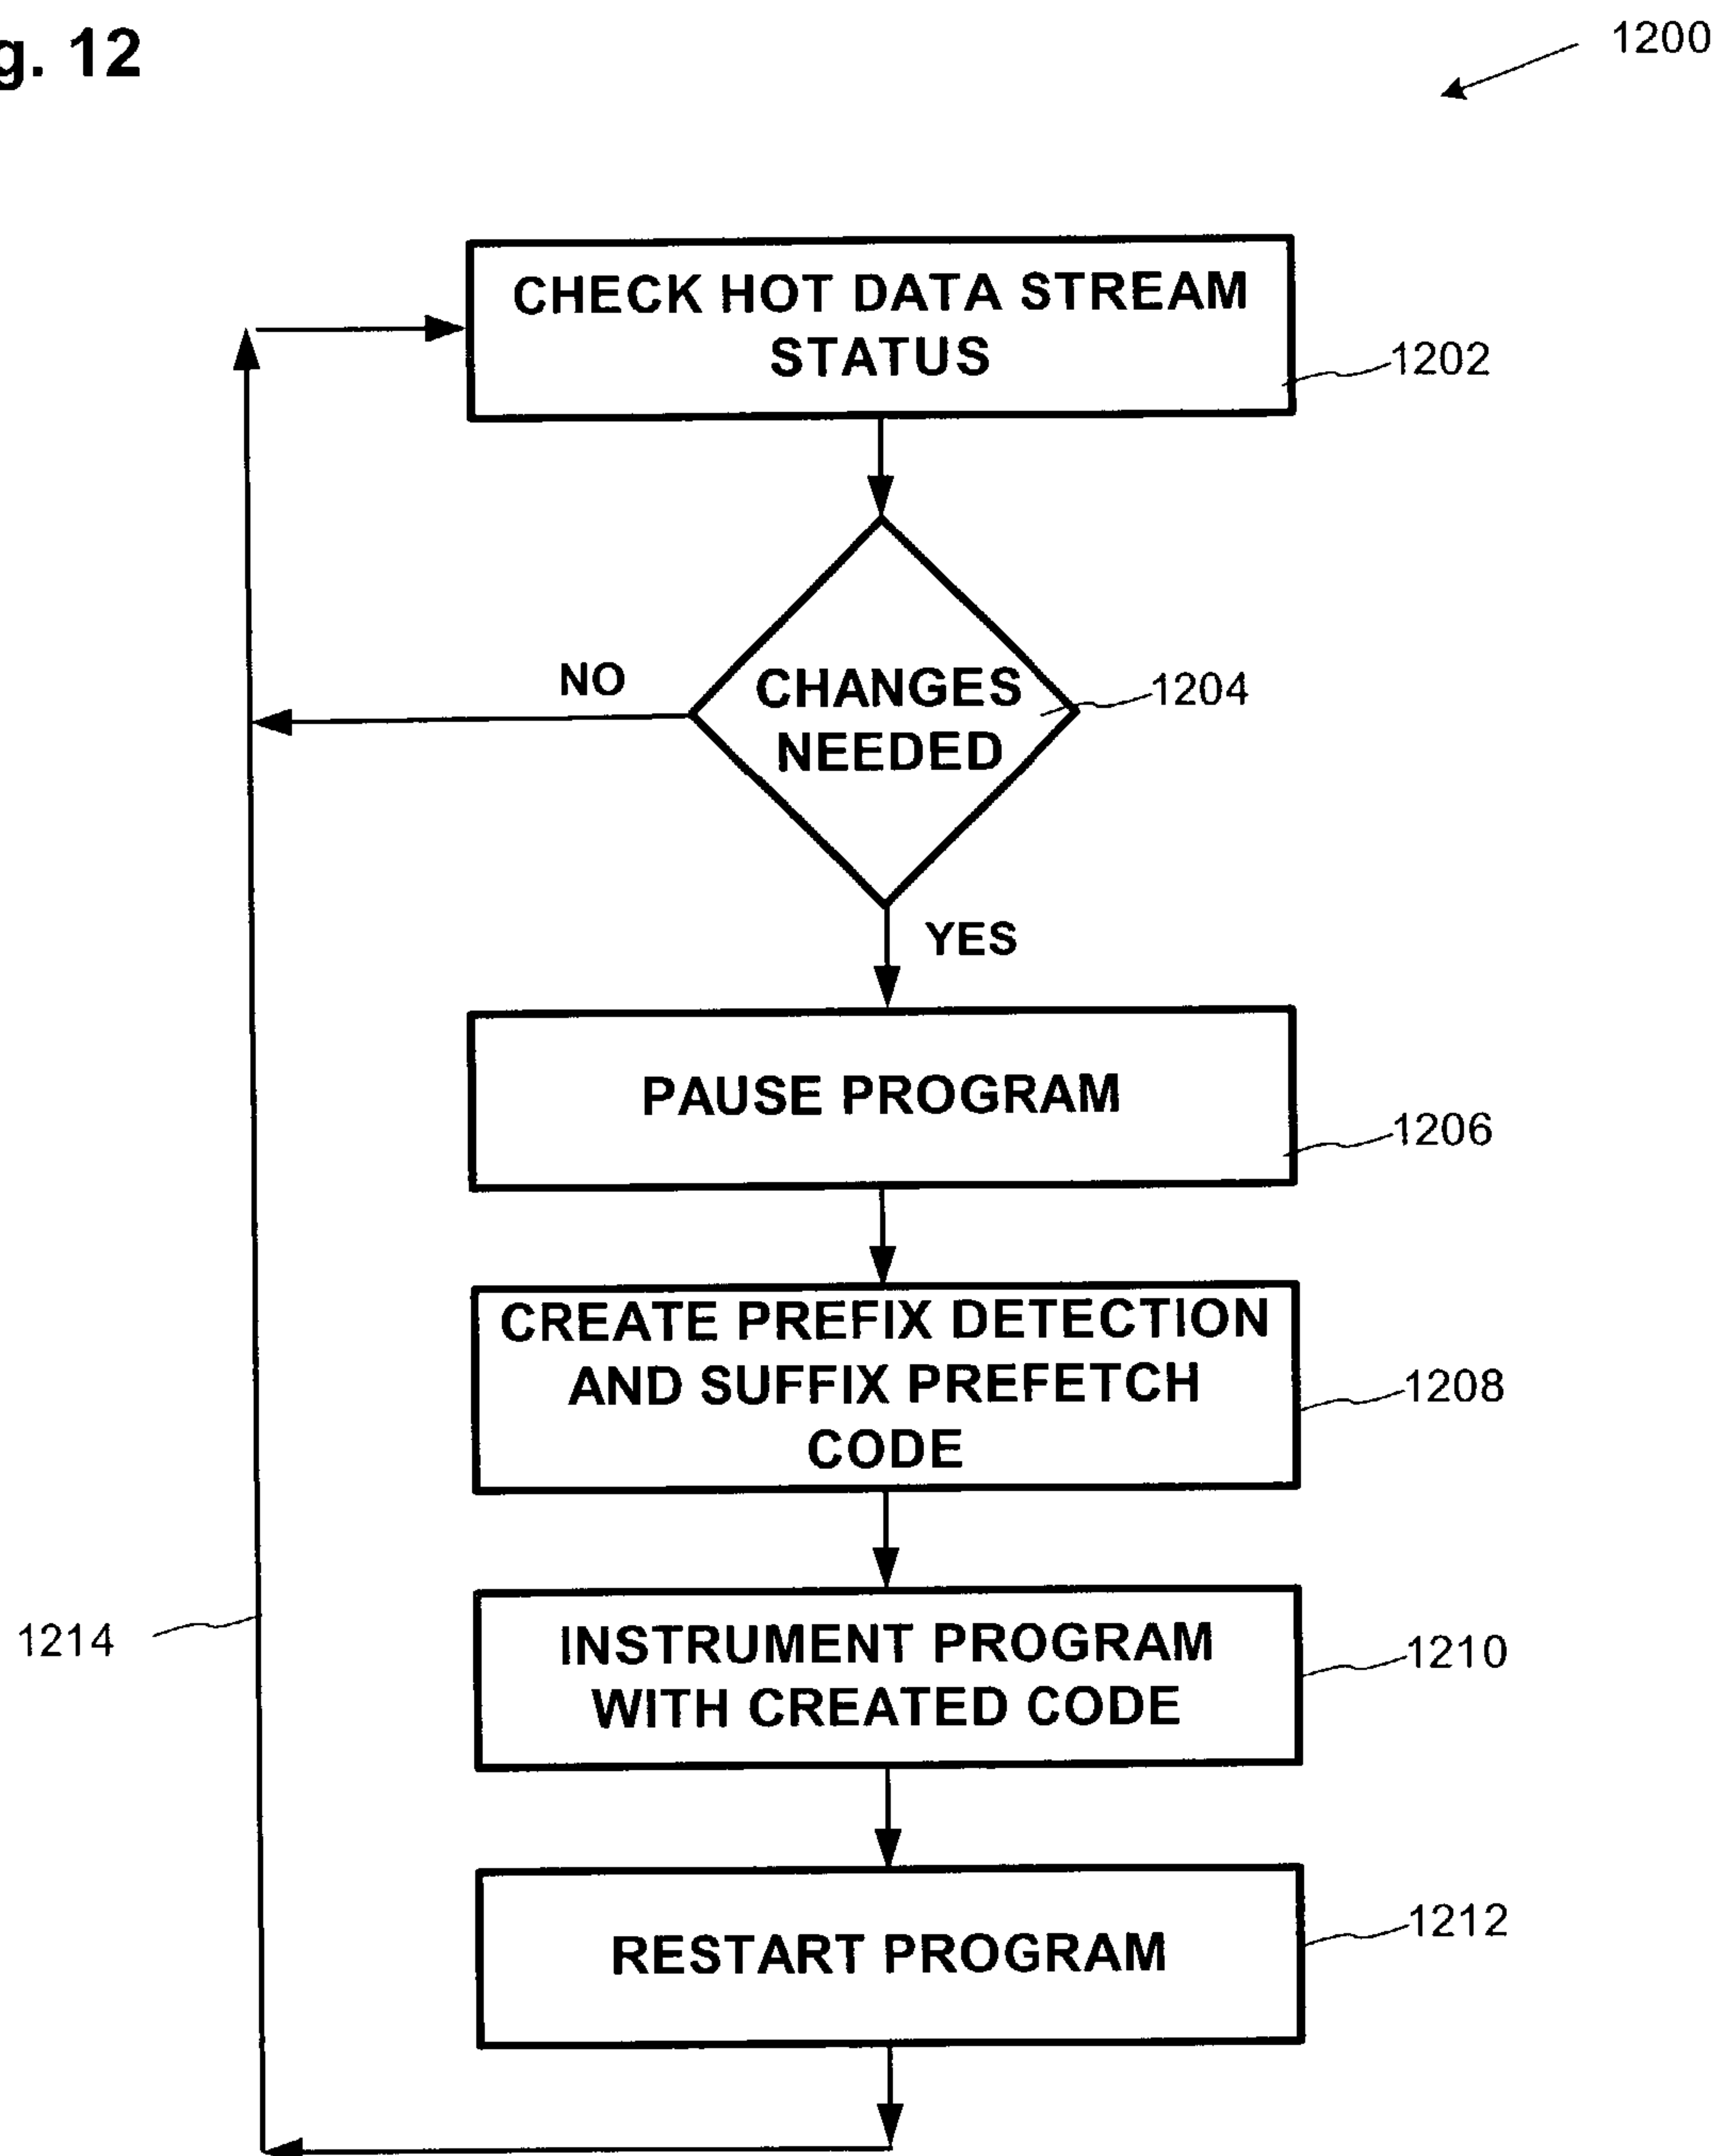 g. 12
1200
CHECK HOT DATA STREAM
STATUS
1202
NO
CHANGES
NEEDED
1204
YES
PAUSE PROGRAM
1206
CREATE PREFIX DETECTION
AND SUFFIX PREFETCH
CODE
1208
INSTRUMENT PROGRAM
WITH CREATED CODE
1210
1214
RESTART PROGRAM
1212